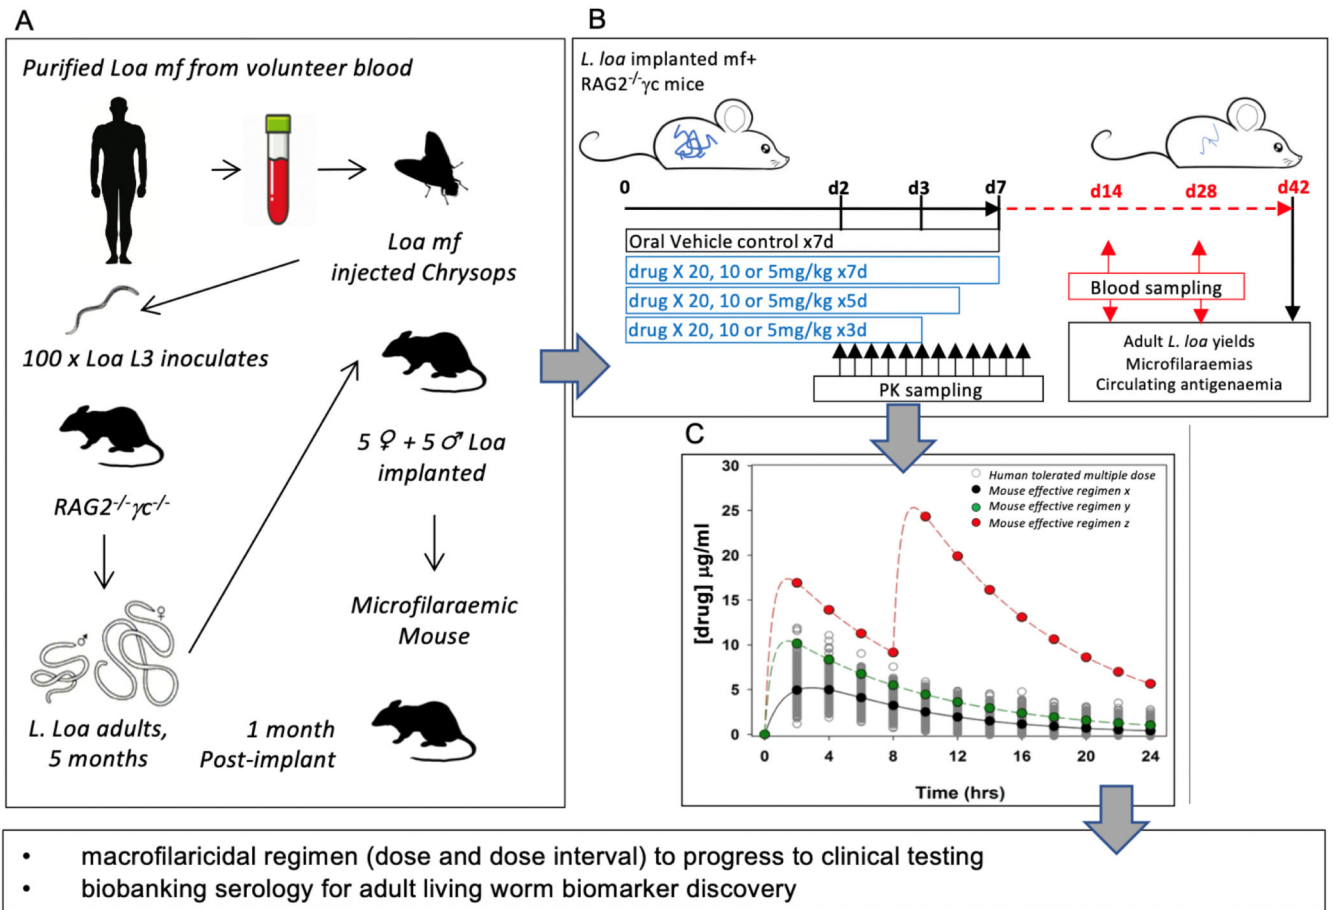 A
Purified Loa mf from volunteer blood
Loa mf
injected Chrysops
100 x Loa L3 inoculates
RAG2-/-γc-/-
♂
♀
L. Loa adults,
5 months
5 ♀ + 5 ♂ Loa
implanted
Microfilaraemic
Mouse
1 month
Post-implant
B
L. loa implanted mf+
RAG2-/-γc mice
0
d2
d3
d7
d14
d28
d42
Oral Vehicle control x7d
drug X 20, 10 or 5mg/kg x7d
drug X 20, 10 or 5mg/kg x5d
drug X 20, 10 or 5mg/kg x3d
PK sampling
Blood sampling
Adult L. loa yields
Microfilaraemias
Circulating antigenaemia
C
Human tolerated multiple dose
Mouse effective regimen x
Mouse effective regimen y
Mouse effective regimen z
[drug] µg/ml
30
25
20
15
10
5
0
0 4 8 12 16 20 24
Time (hrs)
• macrofilaricidal regimen (dose and dose interval) to progress to clinical testing
• biobanking serology for adult living worm biomarker discovery